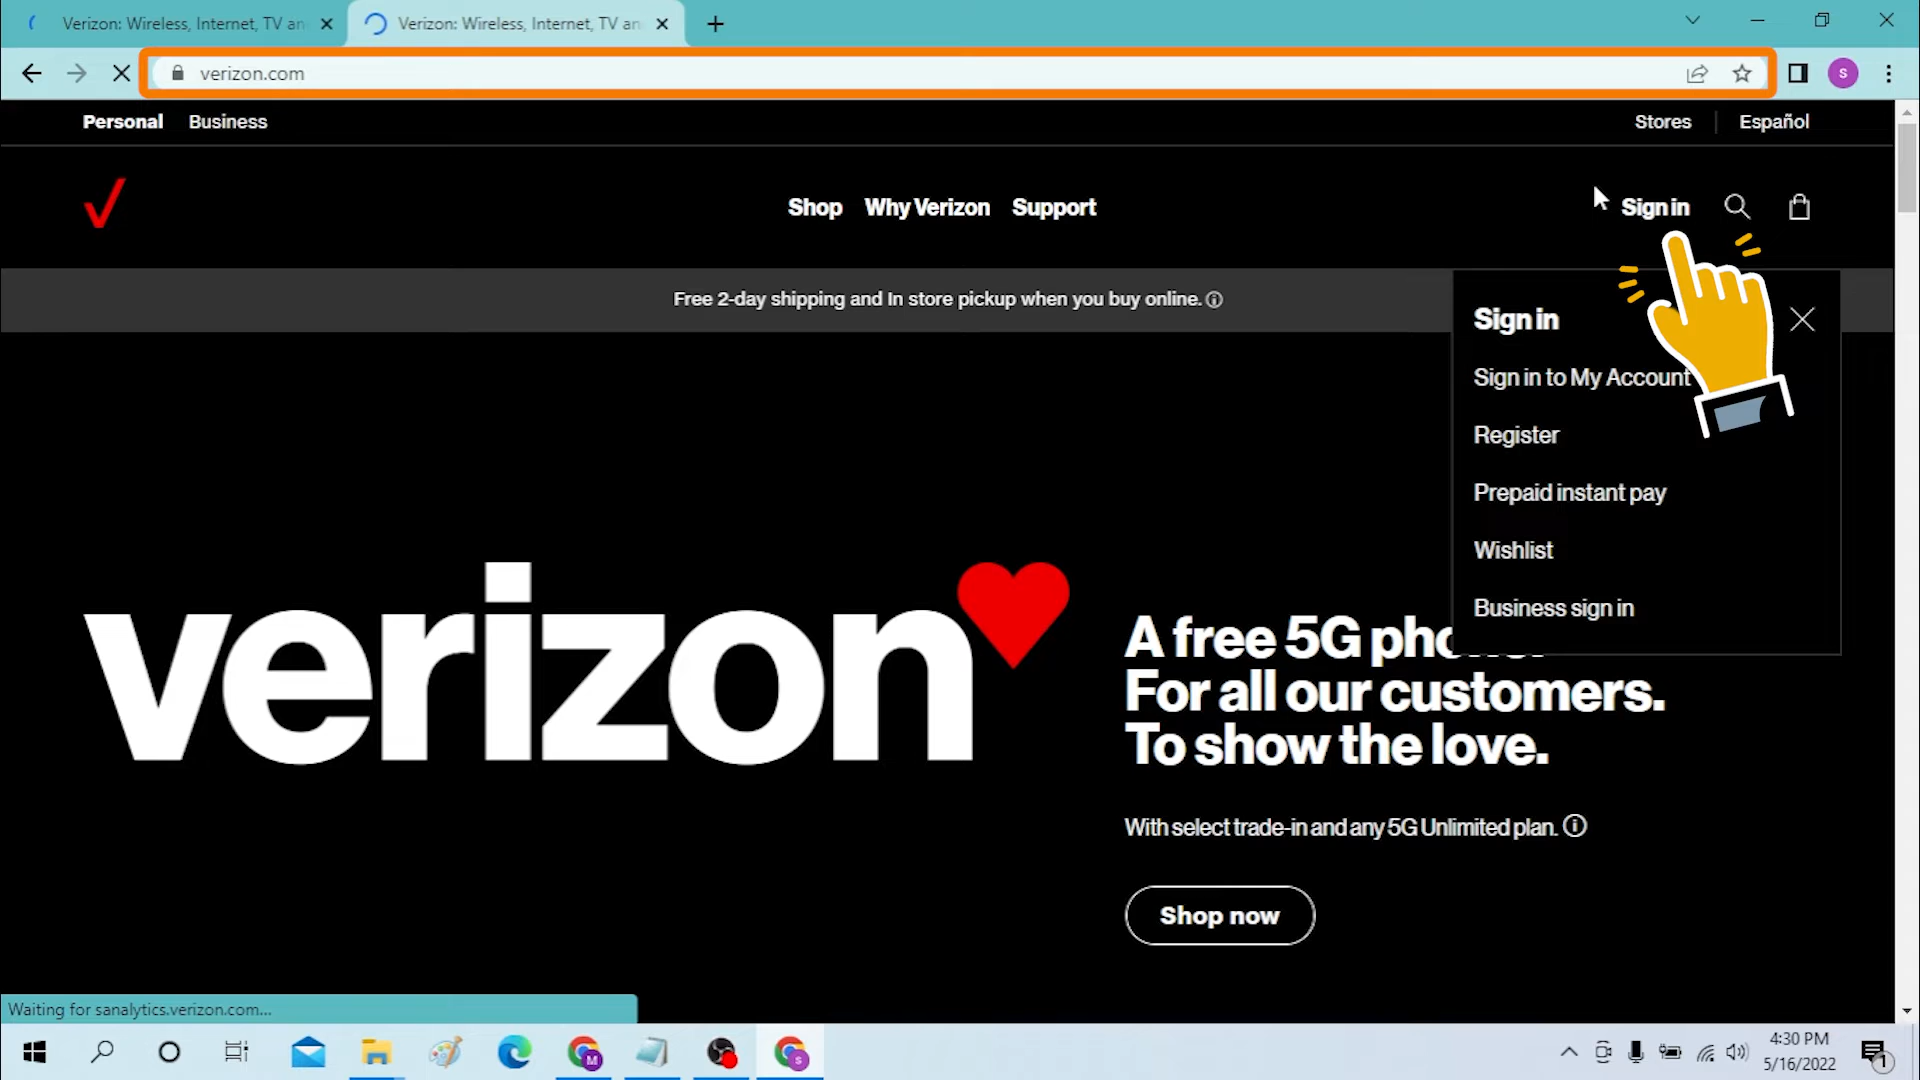 Verizon: Wireless, Internet, TV an
Verizon: Wireless, Internet, TV an
verizon.com
S
Personal Business
Stores Español
Shop Why Verizon Support
Sign in
Free 2-day shipping and In store pickup when you buy online.
Sign in
Sign in to My Account
Register
Prepaid instant pay
Wishlist
Business sign in
verizon
A free 5G pho
For all our customers.
To show the love.
With select trade-in and any 5G Unlimited plan.
Shop now
Waiting for sanalytics.verizon.com...
M
S
4:30 PM
5/16/2022
1